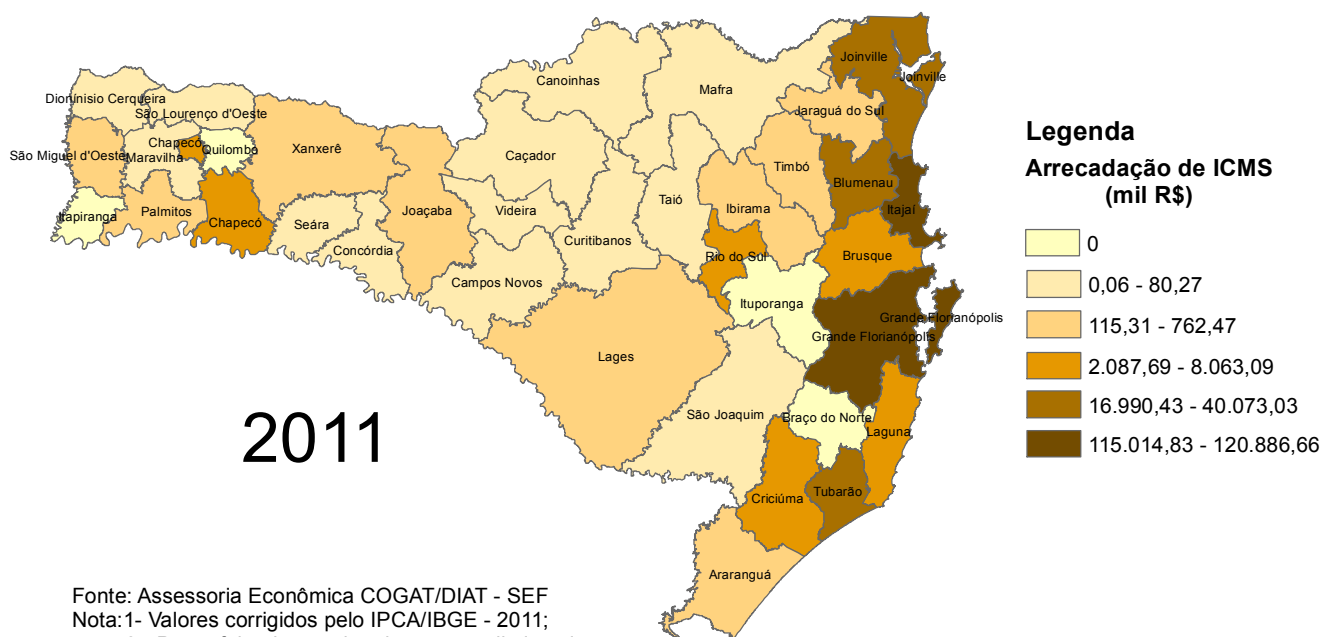 Joinville
Canoinhas
Joinville
Mafra
Dionínisio Cerqueira
São Lourenço d'Oeste
Jaraguá do Sul
Chapecó
Xanxerê
Quilombo
São Miguel d'Oeste
Maravilha
Caçador
Timbó
Blumenau
Taió
Palmitos
Joaçaba
Videira
Ibirama
Itajaí
Itapiranga
Chapecó
Seára
Curitibanos
Concórdia
Rio do Sul
Brusque
Campos Novos
Ituporanga
Grande Florianópolis
Grande Florianópolis
Lages
São Joaquim
Braço do Norte
Laguna
Criciúma
Tubarão
Araranguá
2011
Legenda
Arrecadação de ICMS
(mil R$)
0
0,06 - 80,27
115,31 - 762,47
2.087,69 - 8.063,09
16.990,43 - 40.073,03
115.014,83 - 120.886,66
Fonte: Assessoria Econômica COGAT/DIAT - SEF
Nota:1- Valores corrigidos pelo IPCA/IBGE - 2011;